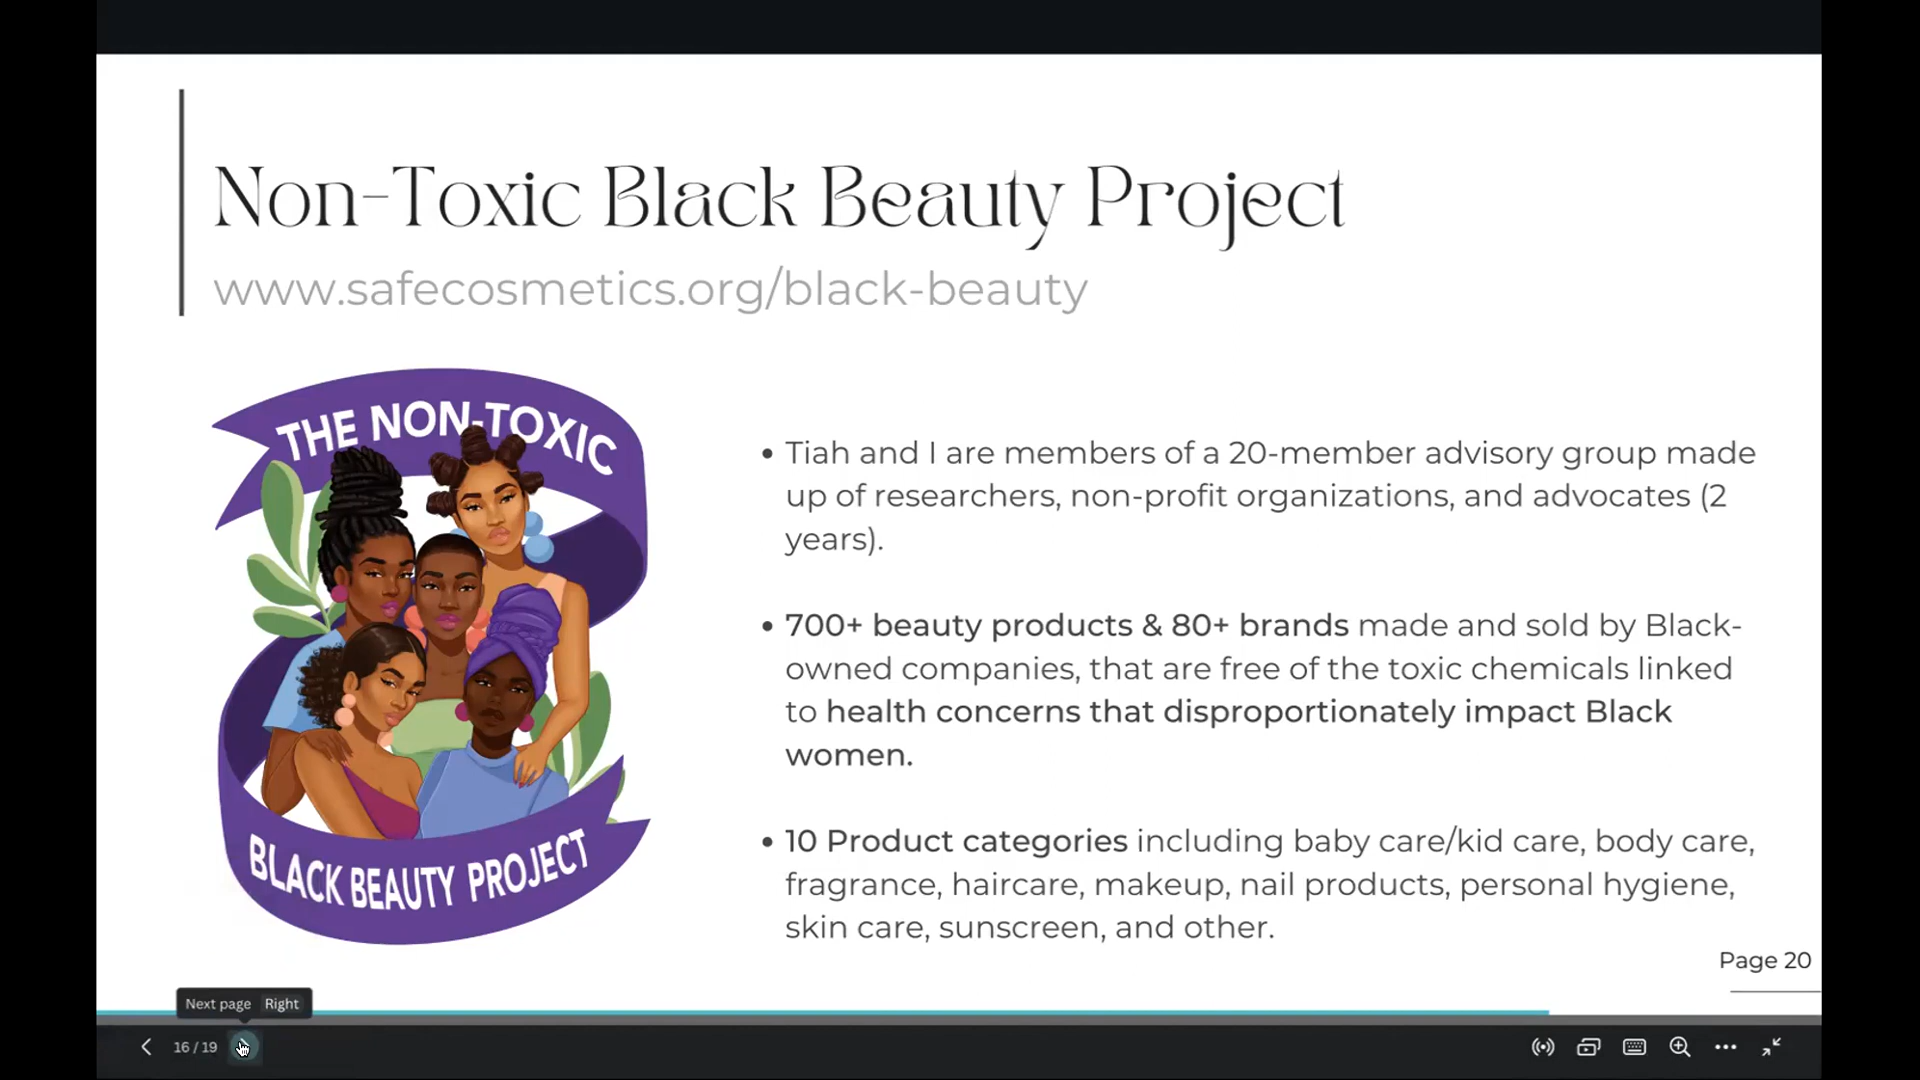 Non-Toxic Black Beauty Project
www.safecosmetics.org/black-beauty
THE NON-TOXIC
BLACK BEAUTY PROJECT
• Tiah and I are members of a 20-member advisory group made
up of researchers, non-profit organizations, and advocates (2
years).
• 700+ beauty products & 80+ brands made and sold by Black-
owned companies, that are free of the toxic chemicals linked
to health concerns that disproportionately impact Black
women.
• 10 Product categories including baby care/kid care, body care,
fragrance, haircare, makeup, nail products, personal hygiene,
skin care, sunscreen, and other.
Page 20
Next page Right
16 / 19